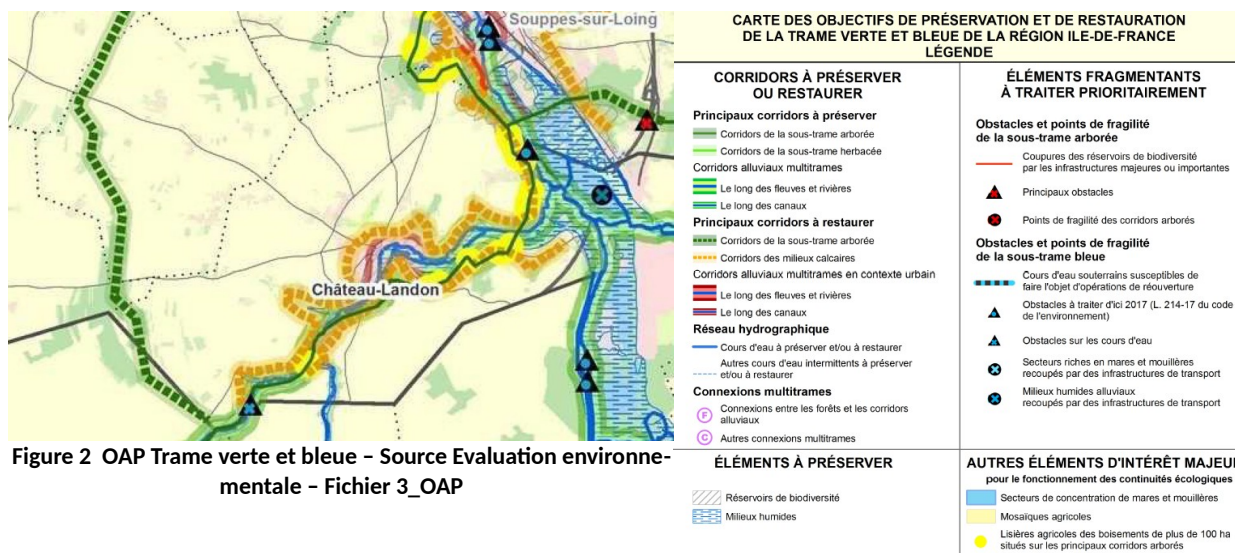 Souppes-sur-Loing
Château-Landon
Figure 2 OAP Trame verte et bleue – Source Evaluation environne-
mentale – Fichier 3_OAP
CARTE DES OBJECTIFS DE PRÉSERVATION ET DE RESTAURATION
DE LA TRAME VERTE ET BLEUE DE LA RÉGION ILE-DE-FRANCE
LÉGENDE
CORRIDORS À PRÉSERVER
OU RESTAURER
Principaux corridors à préserver
Corridors de la sous-trame arborée
Corridors de la sous-trame herbacée
Corridors alluviaux multitrames
Le long des fleuves et rivières
Le long des canaux
Principaux corridors à restaurer
Corridors de la sous-trame arborée
Corridors des milieux calcaires
Corridors alluviaux multitrames en contexte urbain
Le long des fleuves et rivières
Le long des canaux
Réseau hydrographique
Cours d'eau à préserver et/ou à restaurer
Autres cours d'eau intermittents à préserver
et/ou à restaurer
Connexions multitrames
F
Connexions entre les forêts et les corridors
alluviaux
C
Autres connexions multitrames
ÉLÉMENTS À PRÉSERVER
Réservoirs de biodiversité
Milieux humides
ÉLÉMENTS FRAGMENTANTS
À TRAITER PRIORITAIREMENT
Obstacles et points de fragilité
de la sous-trame arborée
Coupures des réservoirs de biodiversité
par les infrastructures majeures ou importantes
Principaux obstacles
Points de fragilité des corridors arborés
Obstacles et points de fragilité
de la sous-trame bleue
Cours d'eau souterrains susceptibles de
faire l'objet d'opérations de réouverture
Obstacles à traiter d'ici 2017 (L. 214-17 du code
de l'environnement)
Obstacles sur les cours d'eau
Secteurs riches en mares et mouillères
recoupés par des infrastructures de transport
Milieux humides alluviaux
recoupés par des infrastructures de transport
AUTRES ÉLÉMENTS D'INTÉRÊT MAJEU
pour le fonctionnement des continuités écologiques
Secteurs de concentration de mares et mouillères
Mosaïques agricoles
Lisières agricoles des boisements de plus de 100 ha
situés sur les principaux corridors arborés